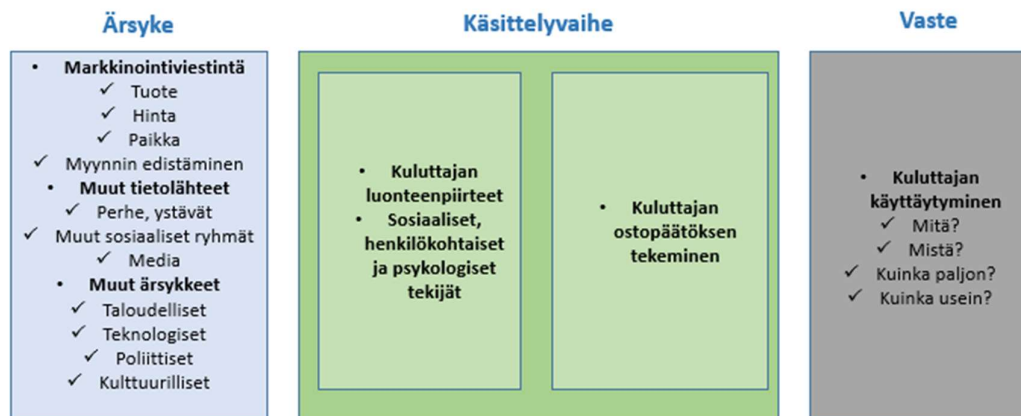 Ärsyke
Käsittelyvaihe
Vaste
• Markkinointiviestintä
✓ Tuote
✓ Hinta
✓ Paikka
✓ Myynnin edistäminen
• Muut tietolähteet
✓ Perhe, ystävät
✓ Muut sosiaaliset ryhmät
✓ Media
• Muut ärsykkeet
✓ Taloudelliset
✓ Teknologiset
✓ Poliittiset
✓ Kulttuurilliset
• Kuluttajan
luonteenpiirteet
• Sosiaaliset,
henkilökohtaiset
ja psykologiset
tekijät
• Kuluttajan
ostopäätöksen
tekeminen
• Kuluttajan
käyttäytyminen
✓ Mitä?
✓ Mistä?
✓ Kuinka paljon?
✓ Kuinka usein?